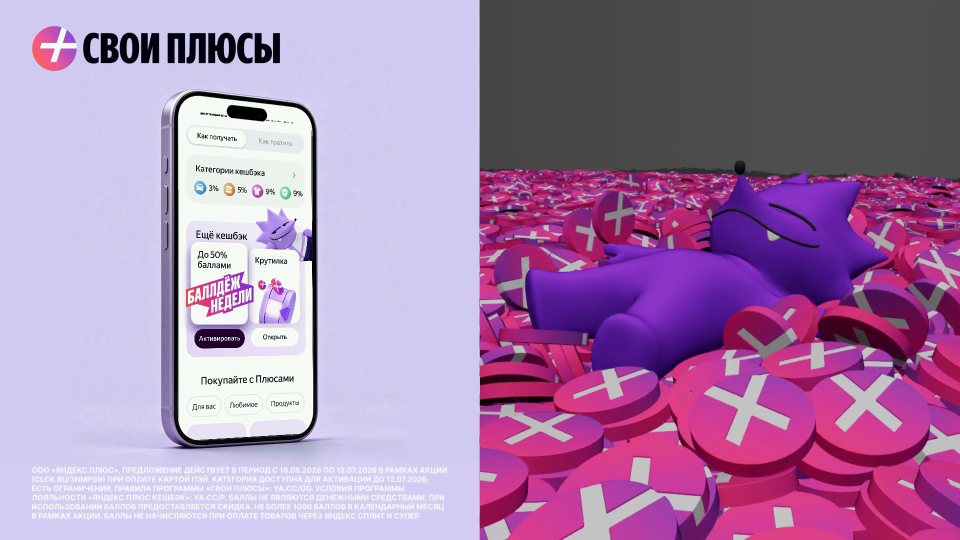 СВОИ ПЛЮСЫ
Как получать
Как тратить
Категории кешбэка
3%
5%
9%
9%
Ещё кешбэк
До 50%
баллами
БАЛЛДЁЖ
НЕДЕЛИ
Активировать
Крутилка
Открыть
Покупайте с Плюсами
Для вас
Любимое
Продукты
ООО «ЯНДЕКС ПЛЮС», ПРЕДЛОЖЕНИЕ ДЕЙСТВУЕТ В ПЕРИОД С 18.06.2026 ПО 12.07.2026 В РАМКАХ АКЦИИ
(CLCK.RU/3NMPG9) ПРИ ОПЛАТЕ КАРТОЙ ПЭЙ. КАТЕГОРИЯ ДОСТУПНА ДЛЯ АКТИВАЦИИ ДО 12.07.2026,
ЕСТЬ ОГРАНИЧЕНИЯ. ПРАВИЛА ПРОГРАММЫ «СВОИ ПЛЮСЫ»: YA.CC/OG. УСЛОВИЯ ПРОГРАММЫ
ЛОЯЛЬНОСТИ «ЯНДЕКС ПЛЮС КЕШБЭК»: YA.CC/P. БАЛЛЫ НЕ ЯВЛЯЮТСЯ ДЕНЕЖНЫМИ СРЕДСТВАМИ, ПРИ
ИСПОЛЬЗОВАНИИ БАЛЛОВ ПРЕДОСТАВЛЯЕТСЯ СКИДКА. НЕ БОЛЕЕ 1000 БАЛЛОВ В КАЛЕНДАРНЫЙ МЕСЯЦ
В РАМКАХ АКЦИИ. БАЛЛЫ НЕ НАЧИСЛЯЮТСЯ ПРИ ОПЛАТЕ ТОВАРОВ ЧЕРЕЗ ЯНДЕКС СПЛИТ И СУПЕР